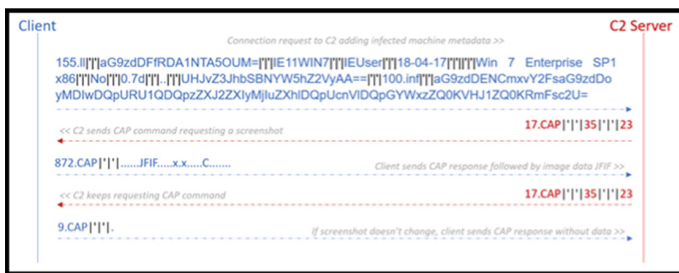 Client
C2 Server
Connection request to C2 adding infected machine metadata >>
155.ll|'|'|aG9zdDFfRDA1NTA5OUM=|'|'|IE11WIN7|'|'|IEUser|'|'|18-04-17|'|'||'|'|Win 7 Enterprise SP1
x86|'|'|No|'|'|0.7d|'|'|..|'|'|UHJvZ3JhbSBNYW5hZ2VyAA==|'|'|100.inf|'|'|aG9zdDENCmxvY2FsaG9zdDo
yMDIwDQpURU1QDQpzZXJ2ZXIyMjIuZXhlDQpUcnVlDQpGYWxzZQ0KVHJ1ZQ0KRmFsc2U=
17.CAP|'|'|35|'|'|23
<< C2 sends CAP command requesting a screenshot
872.CAP|'|'|......JFIF.....x.x.....C.......
Client sends CAP response followed by image data JFIF >>
<< C2 keeps requesting CAP command
17.CAP|'|'|35|'|'|23
9.CAP|'|'|.
If screenshot doesn't change, client sends CAP response without data >>